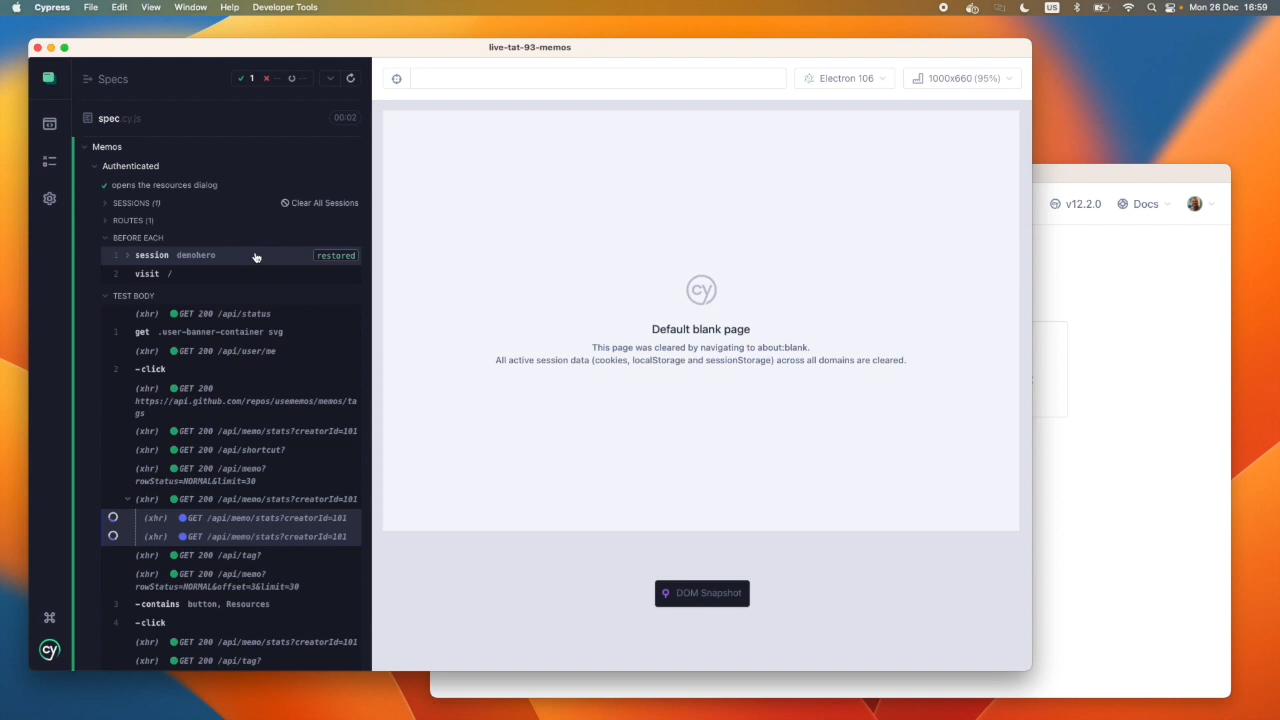 Cypress File Edit View Window Help Developer Tools
US Mon 26 Dec 16:59
live-tat-93-memos
Specs
1 -- --
Electron 106
1000x660 (95%)
spec.cy.js
00:02
Memos
Authenticated
opens the resources dialog
SESSIONS (1)
Clear All Sessions
ROUTES (1)
BEFORE EACH
1 session demohero restored
2 visit /
TEST BODY
(xhr) GET 200 /api/status
1 get .user-banner-container svg
(xhr) GET 200 /api/user/me
2 -click
(xhr) GET 200
https://api.github.com/repos/usememos/memos/ta
gs
(xhr) GET 200 /api/memo/stats?creatorId=101
(xhr) GET 200 /api/shortcut?
(xhr) GET 200 /api/memo?
rowStatus=NORMAL&limit=30
(xhr) GET 200 /api/memo/stats?creatorId=101
(xhr) GET /api/memo/stats?creatorId=101
(xhr) GET /api/memo/stats?creatorId=101
(xhr) GET 200 /api/tag?
(xhr) GET 200 /api/memo?
rowStatus=NORMAL&offset=3&limit=30
3 -contains button, Resources
4 -click
(xhr) GET 200 /api/memo/stats?creatorId=101
(xhr) GET 200 /api/tag?
cy
cy
Default blank page
This page was cleared by navigating to about:blank.
All active session data (cookies, localStorage and sessionStorage) across all domains are cleared.
DOM Snapshot
v12.2.0
Docs